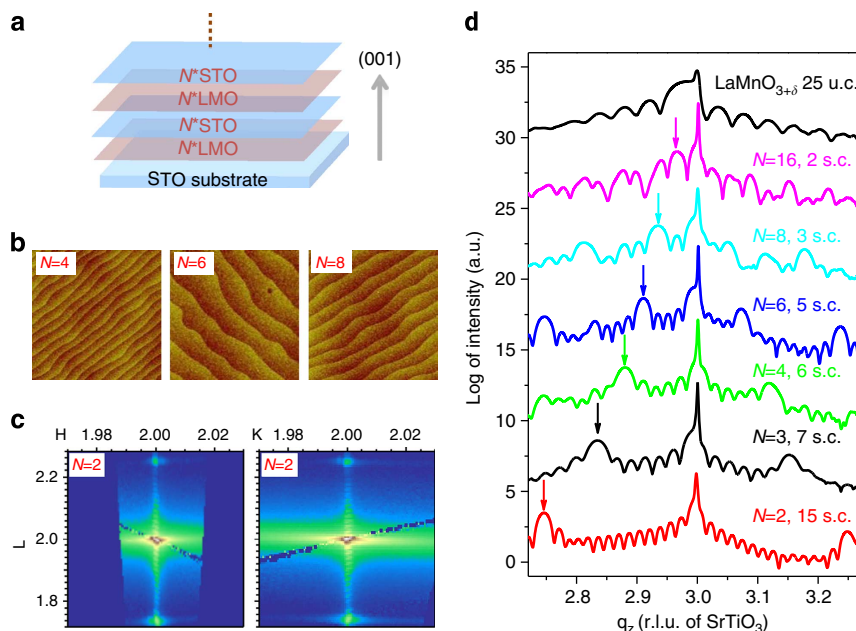 a
(001)
N*STO
N*LMO
N*STO
N*LMO
STO substrate
b
N=4
N=6
N=8
c
H 1.98 2.00 2.02
K 1.98 2.00 2.02
N=2
N=2
L
2.2
2.0
1.8
d
Log of intensity (a.u.)
35
30
25
20
15
10
5
0
LaMnO3+δ 25 u.c.
N=16, 2 s.c.
N=8, 3 s.c.
N=6, 5 s.c.
N=4, 6 s.c.
N=3, 7 s.c.
N=2, 15 s.c.
2.8 2.9 3.0 3.1 3.2
qz (r.l.u. of SrTiO3)